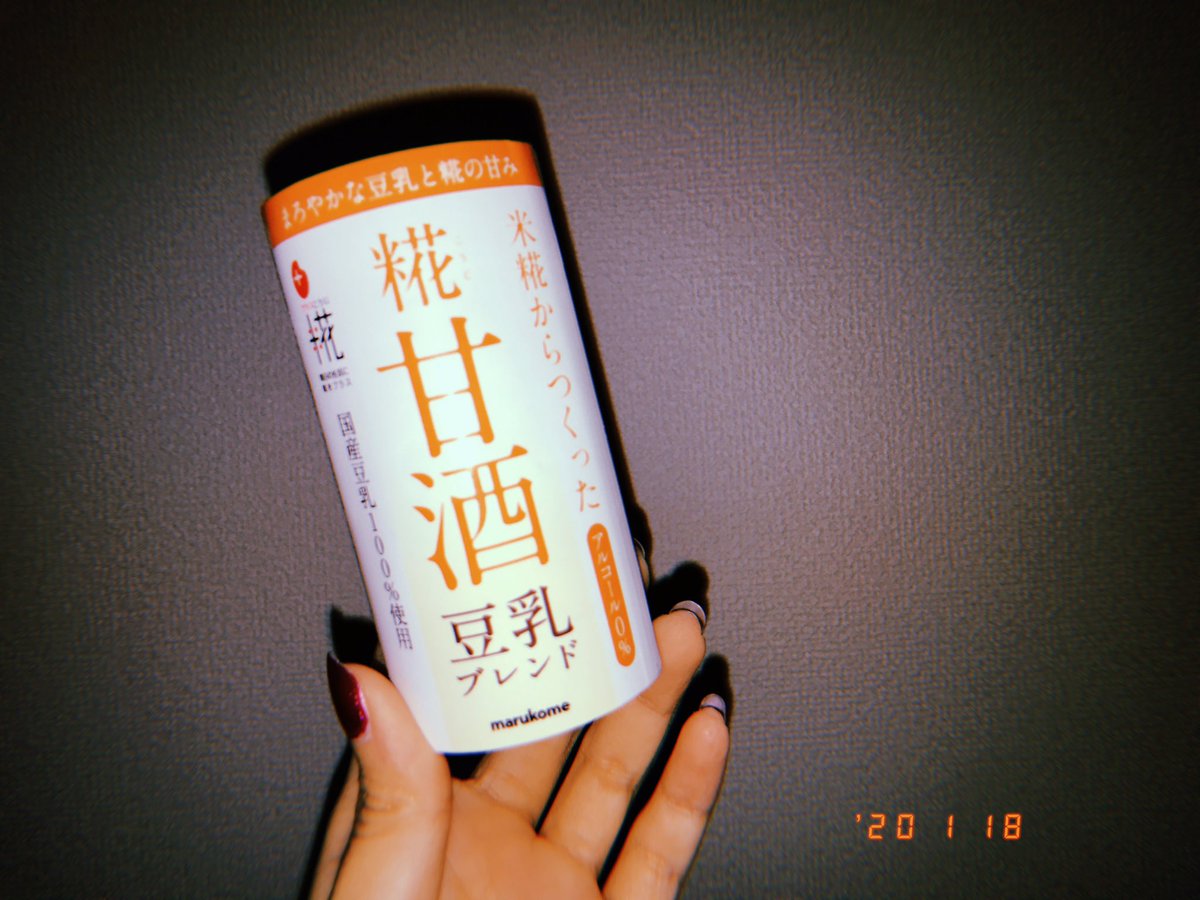 まろやかな豆乳と糀の甘み
米糀からつくった
アルコール0%
糀
甘酒
豆乳
ブレンド
糀
国産豆乳100%使用
marukome
'20 1 18